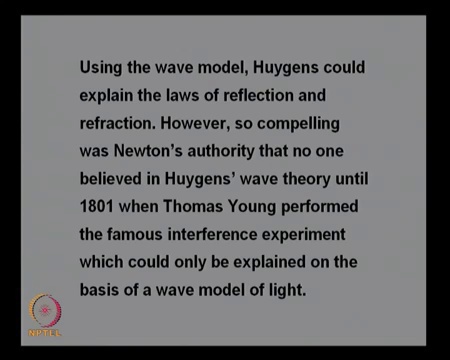 Using the wave model, Huygens could
explain the laws of reflection and
refraction. However, so compelling
was Newton's authority that no one
believed in Huygens' wave theory until
1801 when Thomas Young performed
the famous interference experiment
which could only be explained on the
basis of a wave model of light.
NPTEL